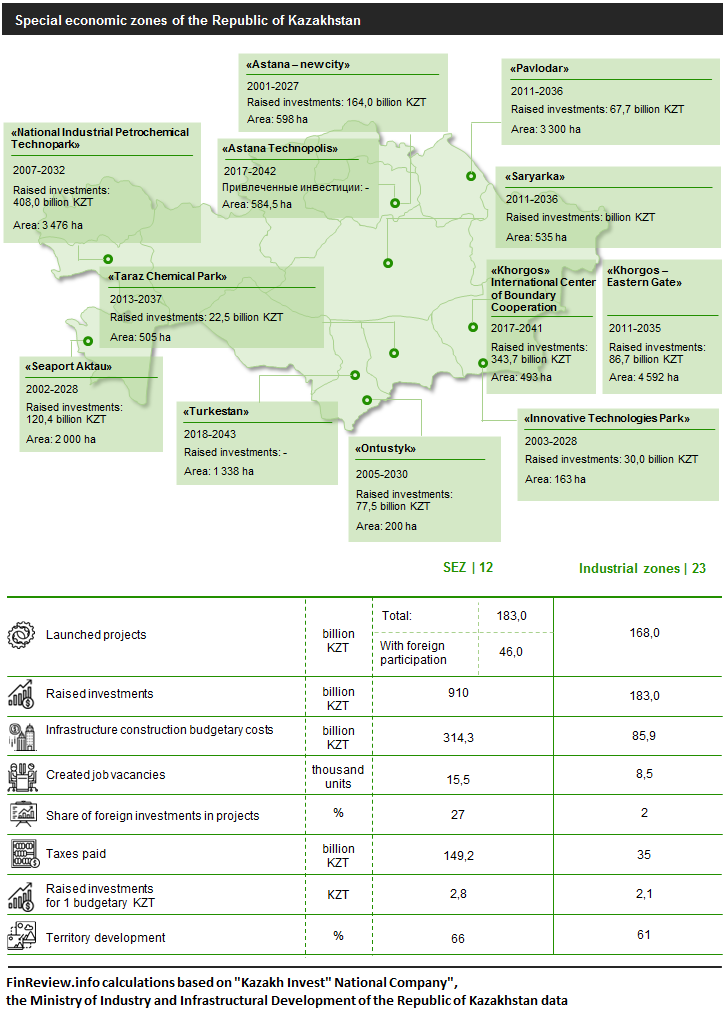 Special economic zones of the Republic of Kazakhstan
«Astana – new city»
2001-2027
Raised investments: 164,0 billion KZT
Area: 598 ha
«Pavlodar»
2011-2036
Raised investments: 67,7 billion KZT
Area: 3 300 ha
«National Industrial Petrochemical
Technopark»
2007-2032
Raised investments:
408,0 billion KZT
Area: 3 476 ha
«Astana Technopolis»
2017-2042
Привлеченные инвестиции: -
Area: 584,5 ha
«Saryarka»
2011-2036
Raised investments: billion KZT
Area: 535 ha
«Taraz Chemical Park»
2013-2037
Raised investments: 22,5 billion KZT
Area: 505 ha
«Khorgos»
International Center
of Boundary
Cooperation
2017-2041
Raised investments:
343,7 billion KZT
Area: 493 ha
«Khorgos –
Eastern Gate»
2011-2035
Raised investments:
86,7 billion KZT
Area: 4 592 ha
«Seaport Aktau»
2002-2028
Raised investments:
120,4 billion KZT
Area: 2 000 ha
«Turkestan»
2018-2043
Raised investments: -
Area: 1 338 ha
«Ontustyk»
2005-2030
Raised investments:
77,5 billion KZT
Area: 200 ha
«Innovative Technologies Park»
2003-2028
Raised investments: 30,0 billion KZT
Area: 163 ha
SEZ | 12 Industrial zones | 23
Launched projects billion KZT Total: 183,0 168,0
With foreign participation 46,0
Raised investments billion KZT 910 183,0
Infrastructure construction budgetary costs billion KZT 314,3 85,9
Created job vacancies thousand units 15,5 8,5
Share of foreign investments in projects % 27 2
Taxes paid billion KZT 149,2 35
Raised investments for 1 budgetary KZT KZT 2,8 2,1
Territory development % 66 61
FinReview.info calculations based on "Kazakh Invest" National Company",
the Ministry of Industry and Infrastructural Development of the Republic of Kazakhstan data